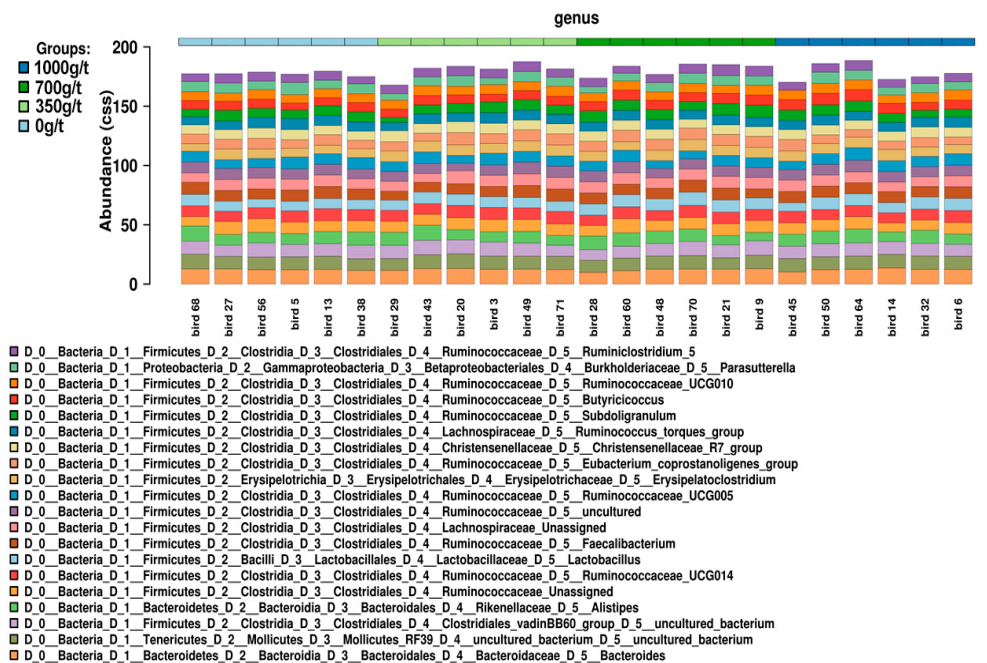 genus
Groups:
1000g/t
700g/t
350g/t
0g/t
Abundance (css)
200
150
100
50
0
bird 68
bird 27
bird 56
bird 5
bird 13
bird 38
bird 29
bird 43
bird 20
bird 3
bird 49
bird 71
bird 28
bird 60
bird 48
bird 70
bird 21
bird 9
bird 45
bird 50
bird 64
bird 14
bird 32
bird 6
D_0__Bacteria_D_1__Firmicutes_D_2__Clostridia_D_3__Clostridiales_D_4__Ruminococcaceae_D_5__Ruminiclostridium_5
D_0__Bacteria_D_1__Proteobacteria_D_2__Gammaproteobacteria_D_3__Betaproteobacteriales_D_4__Burkholderiaceae_D_5__Parasutterella
D_0__Bacteria_D_1__Firmicutes_D_2__Clostridia_D_3__Clostridiales_D_4__Ruminococcaceae_D_5__Ruminococcaceae_UCG010
D_0__Bacteria_D_1__Firmicutes_D_2__Clostridia_D_3__Clostridiales_D_4__Ruminococcaceae_D_5__Butyricicoccus
D_0__Bacteria_D_1__Firmicutes_D_2__Clostridia_D_3__Clostridiales_D_4__Ruminococcaceae_D_5__Subdoligranulum
D_0__Bacteria_D_1__Firmicutes_D_2__Clostridia_D_3__Clostridiales_D_4__Lachnospiraceae_D_5__Ruminococcus_torques_group
D_0__Bacteria_D_1__Firmicutes_D_2__Clostridia_D_3__Clostridiales_D_4__Christensenellaceae_D_5__Christensenellaceae_R7_group
D_0__Bacteria_D_1__Firmicutes_D_2__Clostridia_D_3__Clostridiales_D_4__Ruminococcaceae_D_5__Eubacterium_coprostanoligenes_group
D_0__Bacteria_D_1__Firmicutes_D_2__Erysipelotrichia_D_3__Erysipelotrichales_D_4__Erysipelotrichaceae_D_5__Erysipelatoclostridium
D_0__Bacteria_D_1__Firmicutes_D_2__Clostridia_D_3__Clostridiales_D_4__Ruminococcaceae_D_5__Ruminococcaceae_UCG005
D_0__Bacteria_D_1__Firmicutes_D_2__Clostridia_D_3__Clostridiales_D_4__Ruminococcaceae_D_5__uncultured
D_0__Bacteria_D_1__Firmicutes_D_2__Clostridia_D_3__Clostridiales_D_4__Lachnospiraceae_Unassigned
D_0__Bacteria_D_1__Firmicutes_D_2__Clostridia_D_3__Clostridiales_D_4__Ruminococcaceae_D_5__Faecalibacterium
D_0__Bacteria_D_1__Firmicutes_D_2__Bacilli_D_3__Lactobacillales_D_4__Lactobacillaceae_D_5__Lactobacillus
D_0__Bacteria_D_1__Firmicutes_D_2__Clostridia_D_3__Clostridiales_D_4__Ruminococcaceae_D_5__Ruminococcaceae_UCG014
D_0__Bacteria_D_1__Firmicutes_D_2__Clostridia_D_3__Clostridiales_D_4__Ruminococcaceae_Unassigned
D_0__Bacteria_D_1__Bacteroidetes_D_2__Bacteroidia_D_3__Bacteroidales_D_4__Rikenellaceae_D_5__Alistipes
D_0__Bacteria_D_1__Firmicutes_D_2__Clostridia_D_3__Clostridiales_D_4__Clostridiales_vadinBB60_group_D_5__uncultured_bacterium
D_0__Bacteria_D_1__Tenericutes_D_2__Mollicutes_D_3__Mollicutes_RF39_D_4__uncultured_bacterium_D_5__uncultured_bacterium
D_0__Bacteria_D_1__Bacteroidetes_D_2__Bacteroidia_D_3__Bacteroidales_D_4__Bacteroidaceae_D_5__Bacteroides